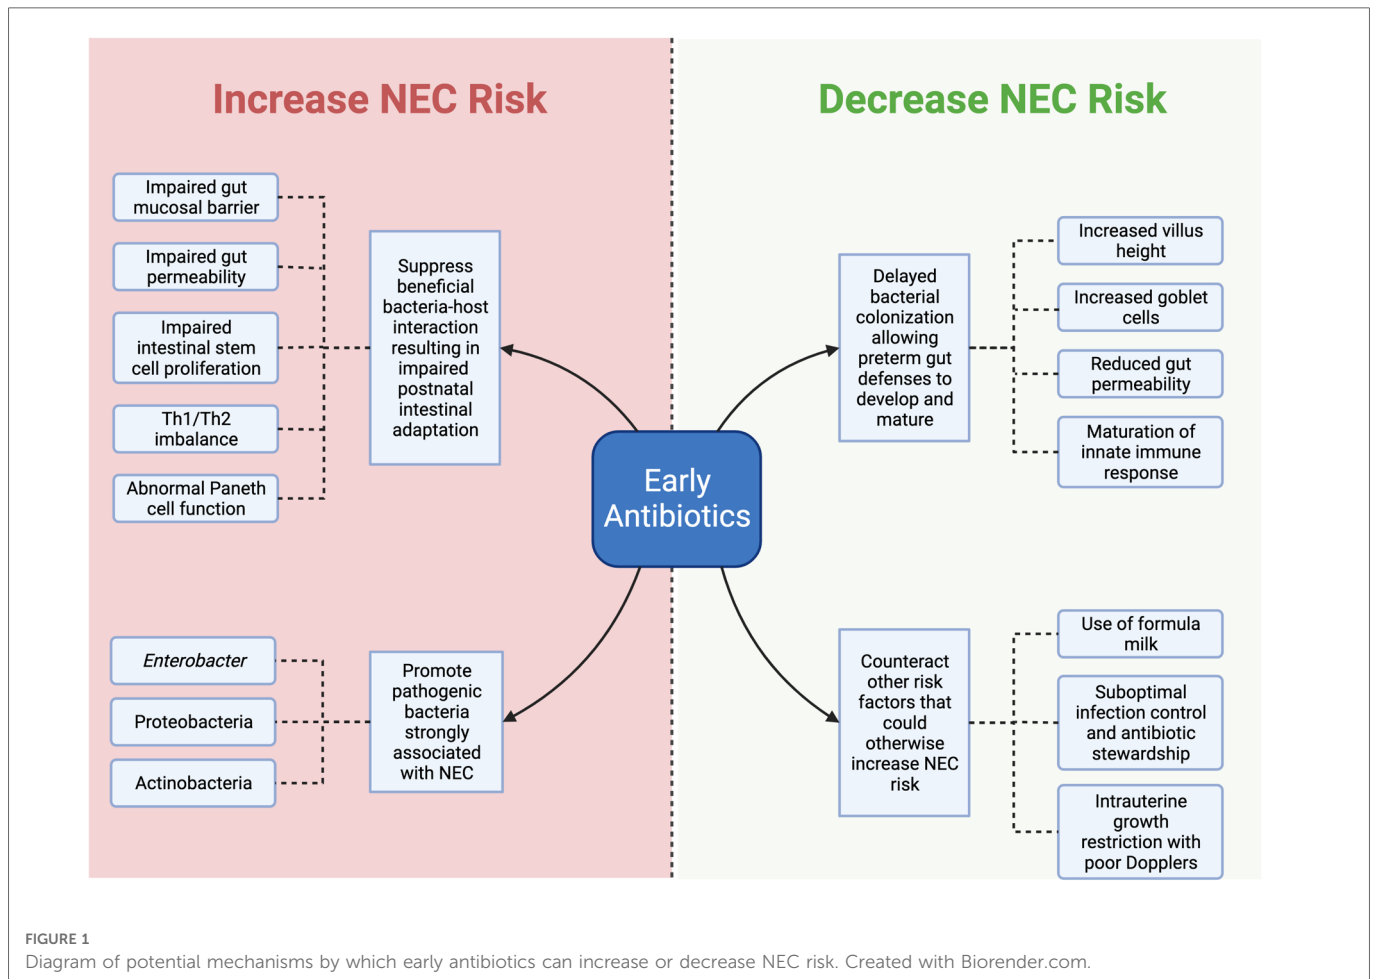 Increase NEC Risk
Decrease NEC Risk
Impaired gut
mucosal barrier
Impaired gut
permeability
Impaired
intestinal stem
cell proliferation
Th1/Th2
imbalance
Abnormal Paneth
cell function
Suppress
beneficial
bacteria-host
interaction
resulting in
impaired
postnatal
intestinal
adaptation
Delayed
bacterial
colonization
allowing
preterm gut
defenses to
develop and
mature
Increased villus
height
Increased goblet
cells
Reduced gut
permeability
Maturation of
innate immune
response
Early
Antibiotics
Enterobacter
Proteobacteria
Actinobacteria
Promote
pathogenic
bacteria
strongly
associated
with NEC
Counteract
other risk
factors that
could
otherwise
increase NEC
risk
Use of formula
milk
Suboptimal
infection control
and antibiotic
stewardship
Intrauterine
growth
restriction with
poor Dopplers
FIGURE 1
Diagram of potential mechanisms by which early antibiotics can increase or decrease NEC risk. Created with Biorender.com.